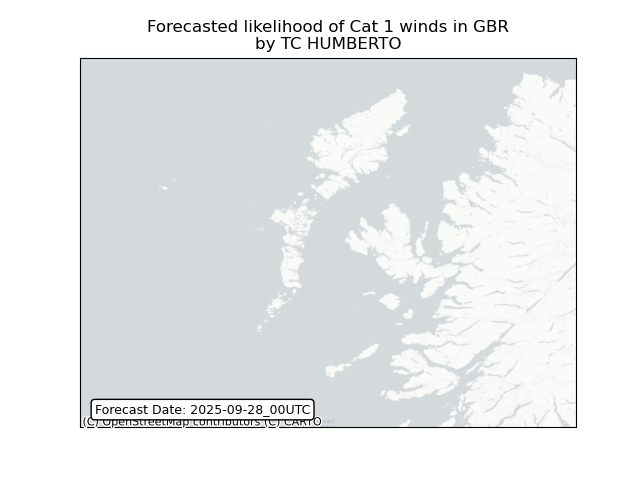 Forecasted likelihood of Cat 1 winds in GBR
by TC HUMBERTO
Forecast Date: 2025-09-28_00UTC
(C) OpenStreetMap contributors (C) CARTO